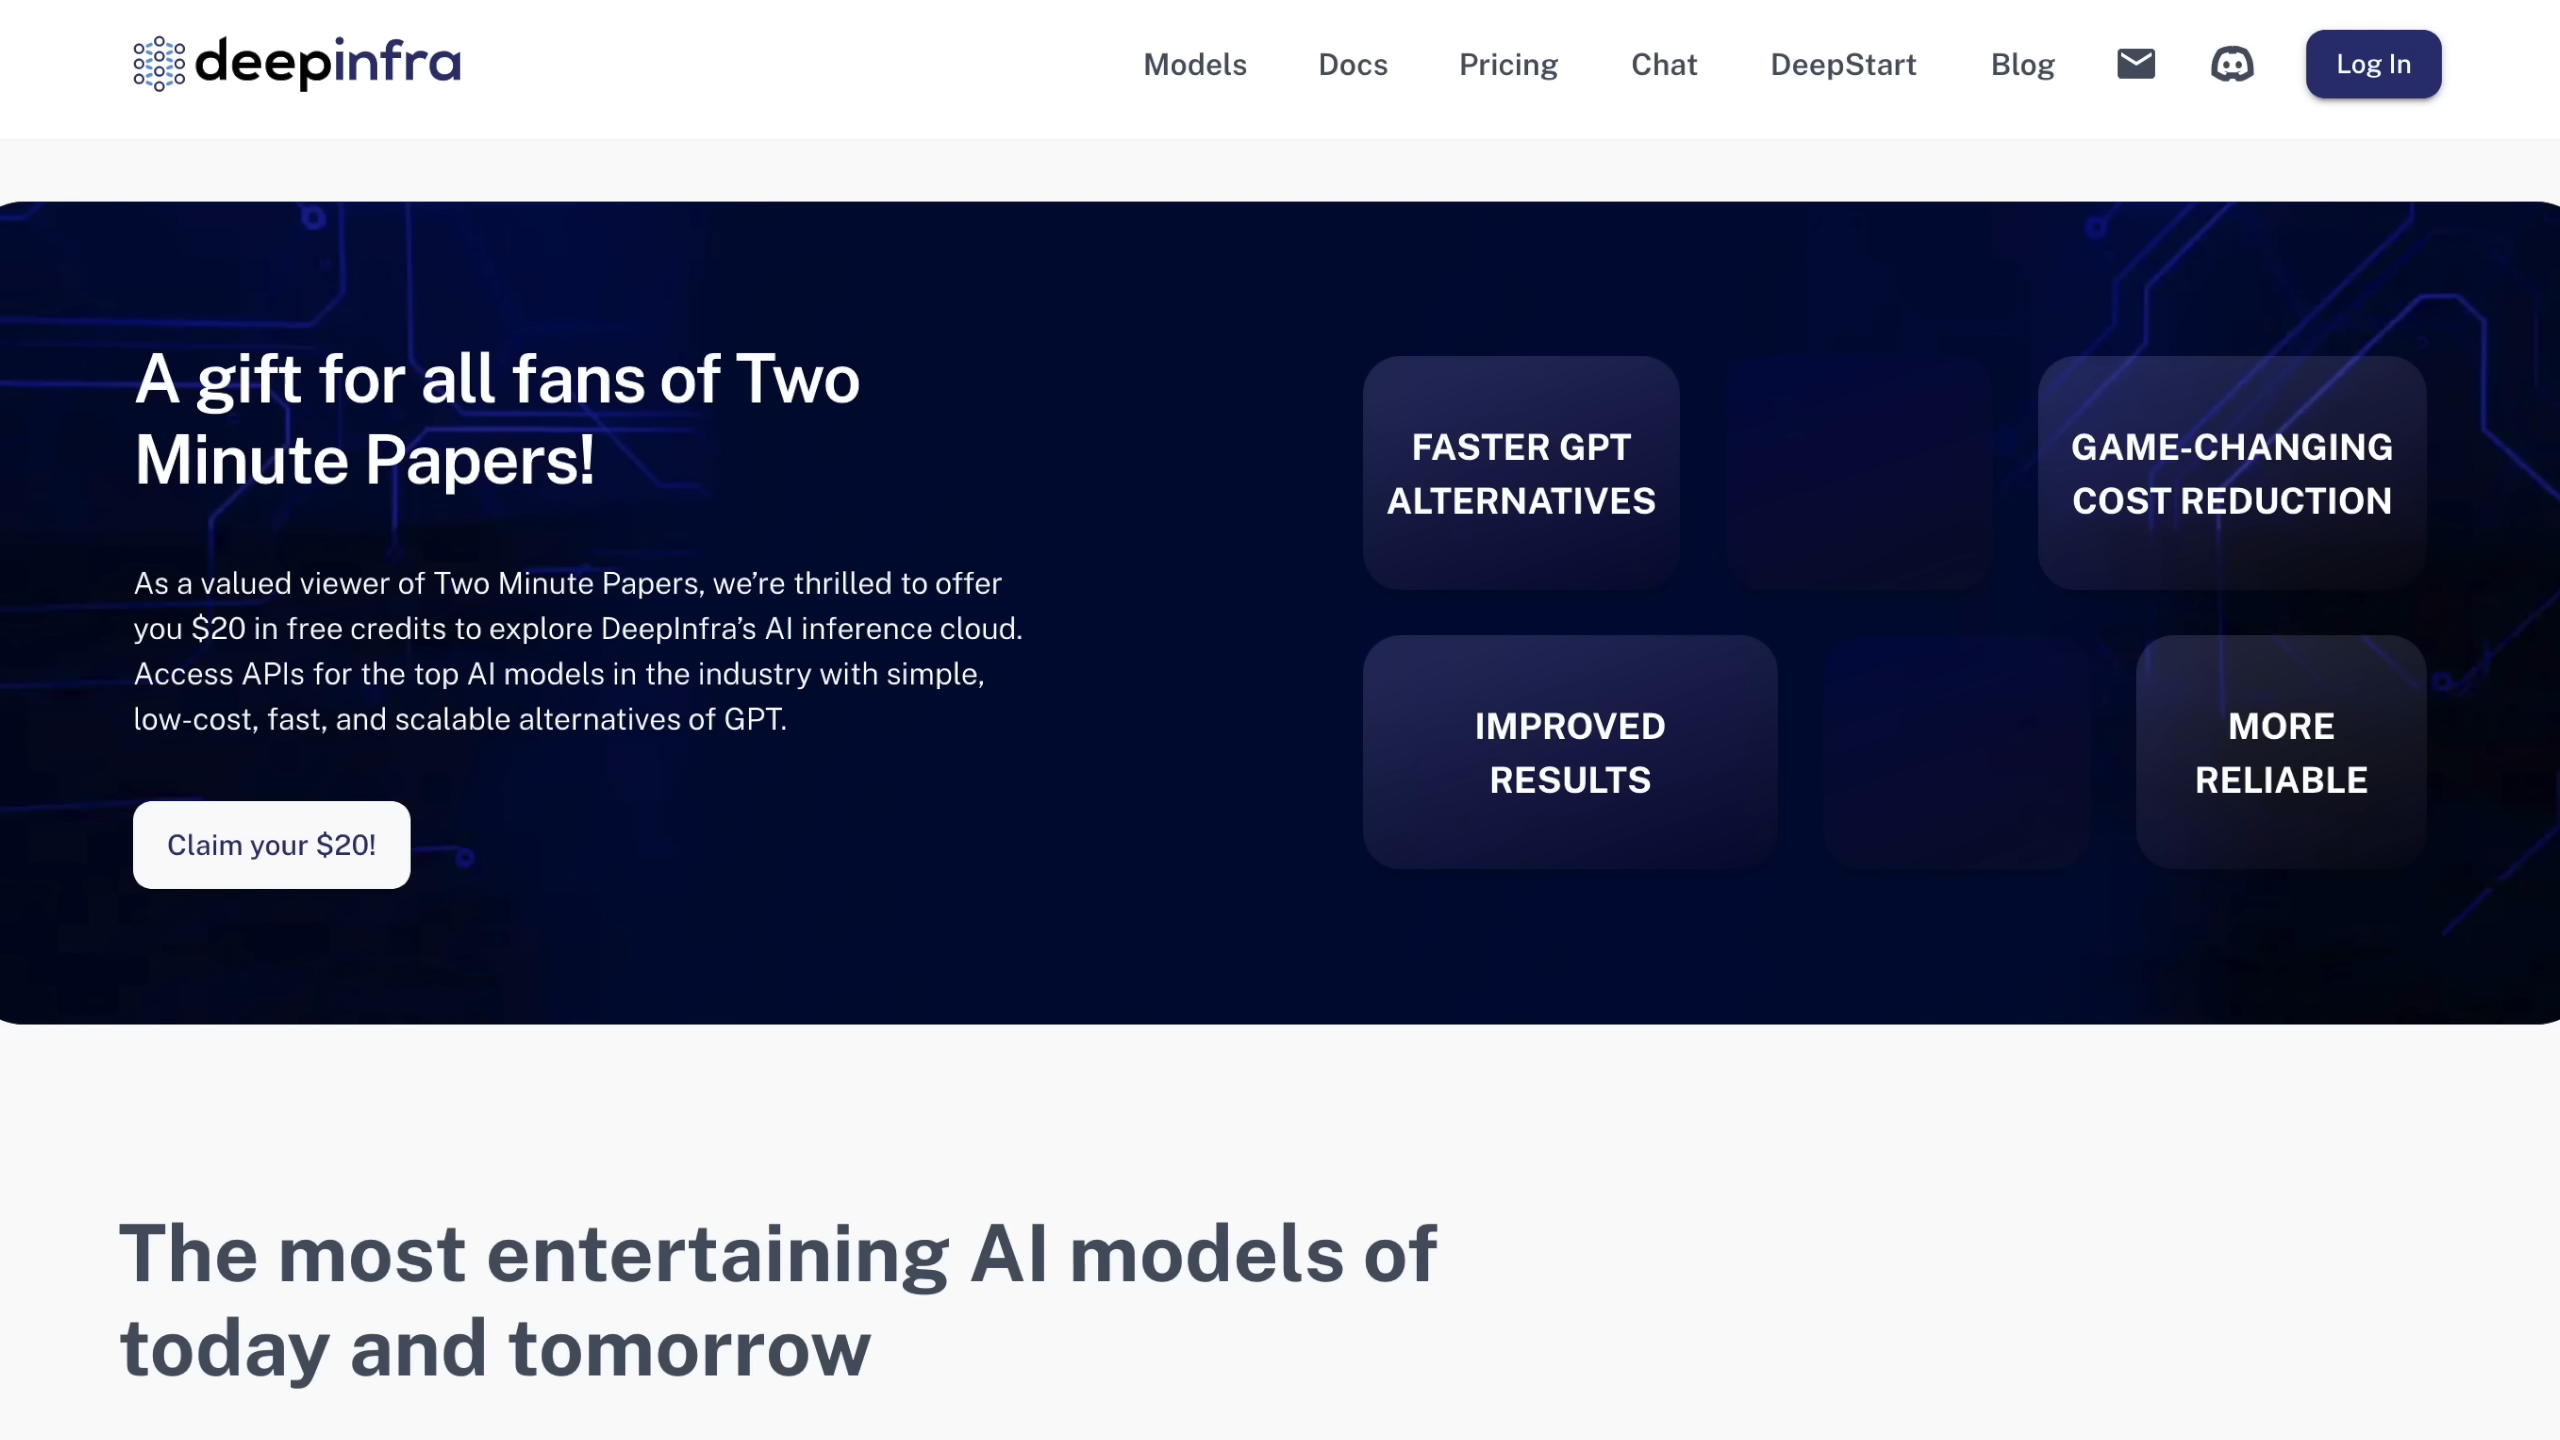 deepinfra
Models Docs Pricing Chat DeepStart Blog Log In
A gift for all fans of Two
Minute Papers!
As a valued viewer of Two Minute Papers, we’re thrilled to offer
you $20 in free credits to explore DeepInfra’s AI inference cloud.
Access APIs for the top AI models in the industry with simple,
low-cost, fast, and scalable alternatives of GPT.
Claim your $20!
FASTER GPT
ALTERNATIVES
GAME-CHANGING
COST REDUCTION
IMPROVED
RESULTS
MORE
RELIABLE
The most entertaining AI models of
today and tomorrow